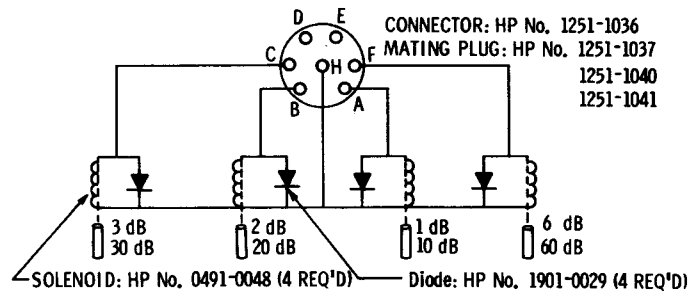 D E
C H F
B A
CONNECTOR: HP No. 1251-1036
MATING PLUG: HP No. 1251-1037
1251-1040
1251-1041
3 dB
30 dB
2 dB
20 dB
1 dB
10 dB
6 dB
60 dB
SOLENOID: HP No. 0491-0048 (4 REQ'D)
Diode: HP No. 1901-0029 (4 REQ'D)